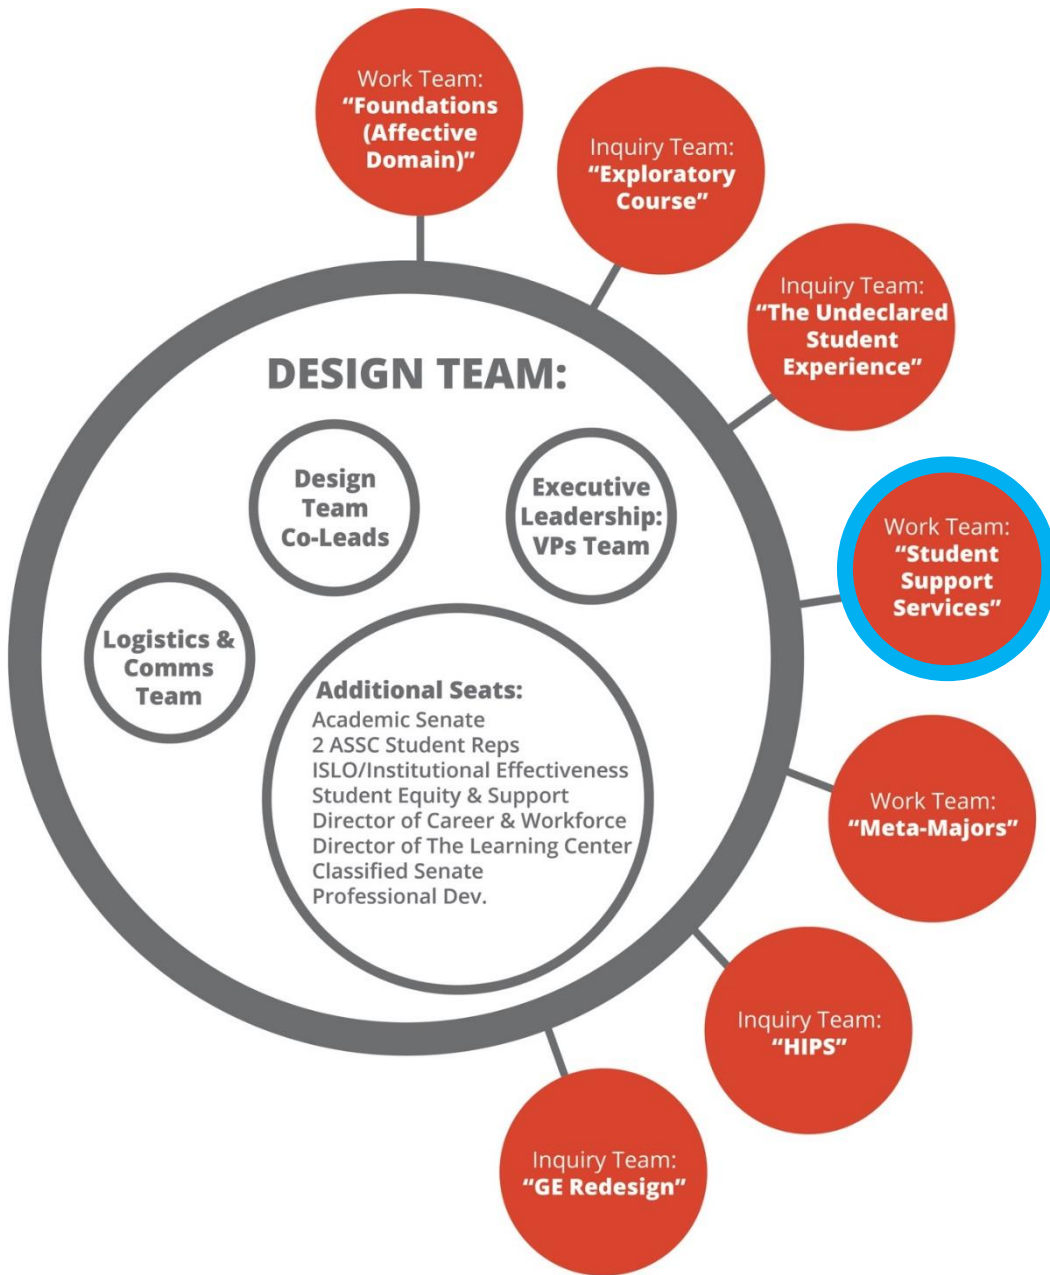 Work Team:
“Foundations
(Affective
Domain)”
Inquiry Team:
“Exploratory
Course”
Inquiry Team:
“The Undeclared
Student
Experience”
DESIGN TEAM:
Design
Team
Co-Leads
Executive
Leadership:
VPs Team
Work Team:
“Student
Support
Services”
Logistics &
Comms
Team
Additional Seats:
Academic Senate
2 ASSC Student Reps
ISLO/Institutional Effectiveness
Student Equity & Support
Director of Career & Workforce
Director of The Learning Center
Classified Senate
Professional Dev.
Work Team:
“Meta-Majors”
Inquiry Team:
“HIPS”
Inquiry Team:
“GE Redesign”